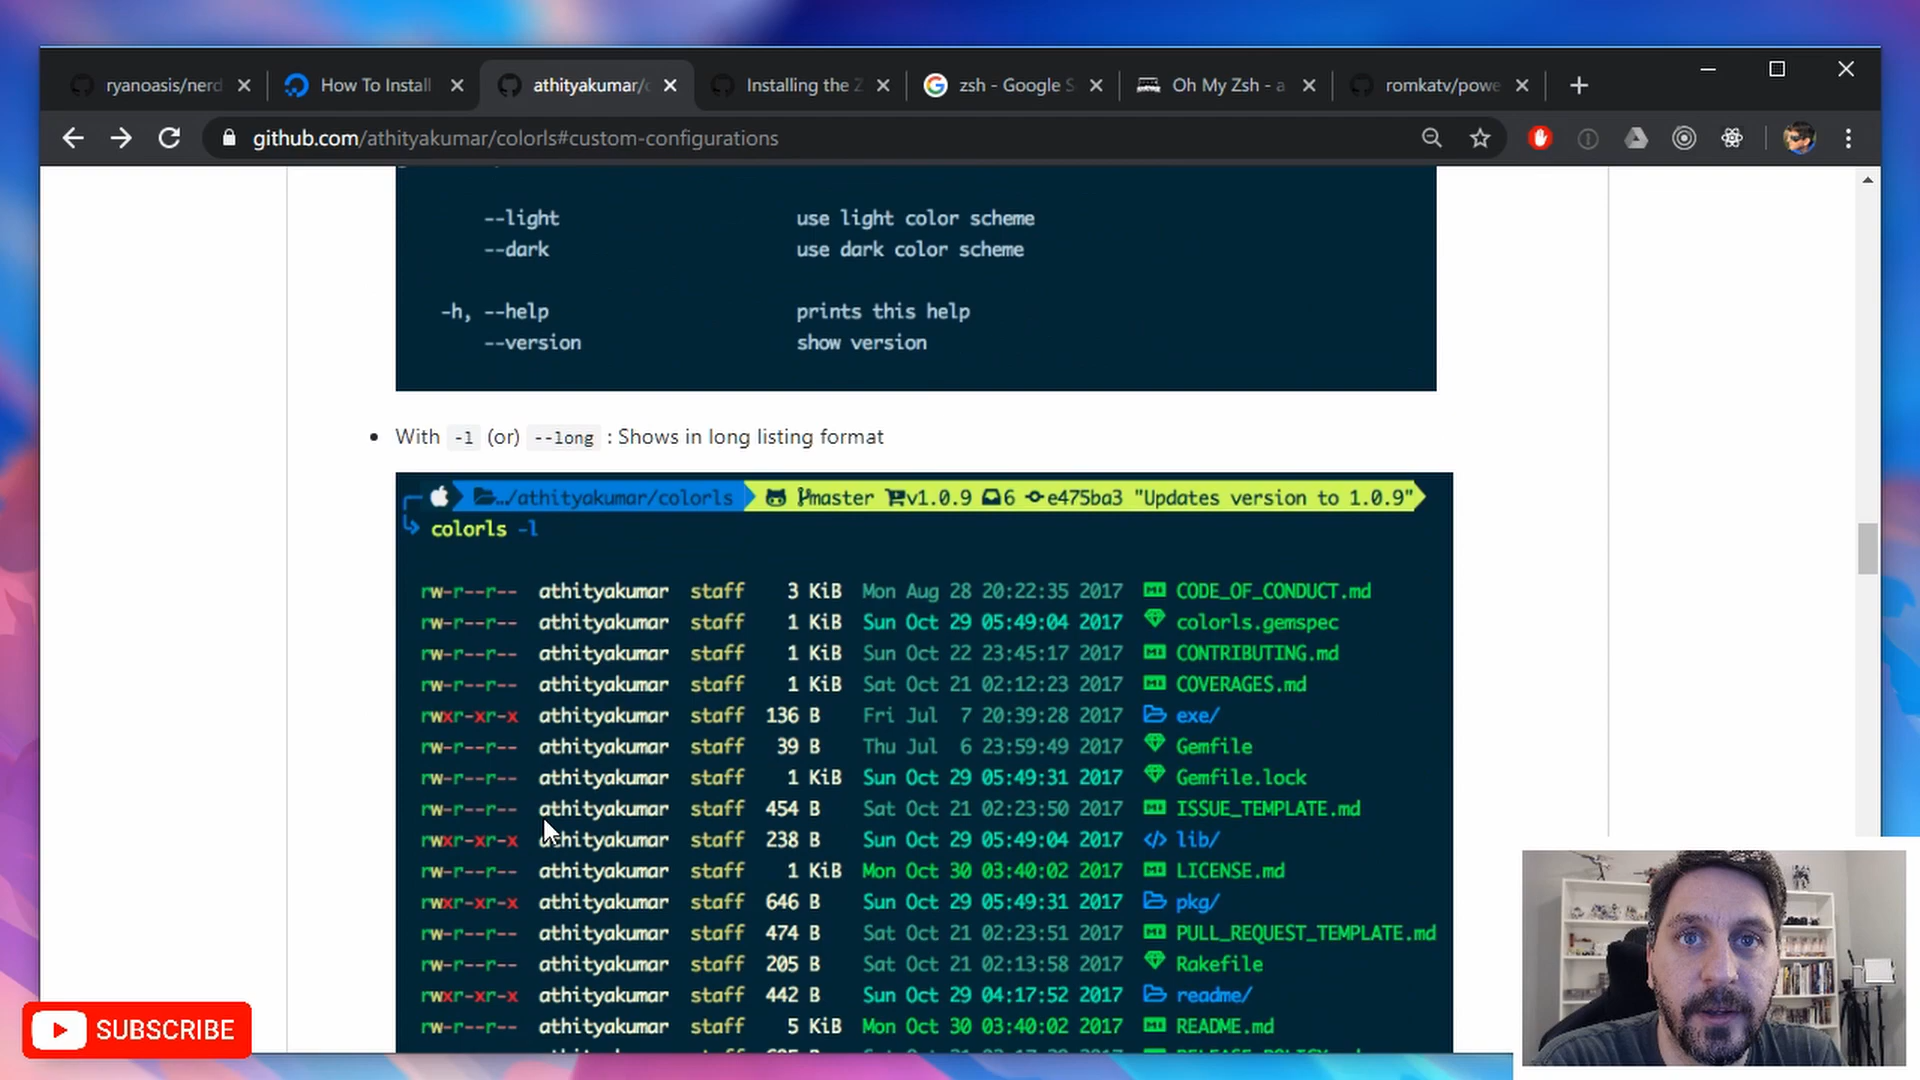 ryanoasis/nerd
How To Install
athityakumar/c
Installing the Z
zsh - Google S
Oh My Zsh - a
romkatv/powe
github.com/athityakumar/colorls#custom-configurations
--light use light color scheme
--dark use dark color scheme
-h, --help prints this help
--version show version
With -l (or) --long : Shows in long listing format
…/athityakumar/colorls master v1.0.9 6 e475ba3 "Updates version to 1.0.9"
colorls -l
rw-r--r-- athityakumar staff 3 KiB Mon Aug 28 20:22:35 2017 CODE_OF_CONDUCT.md
rw-r--r-- athityakumar staff 1 KiB Sun Oct 29 05:49:04 2017 colorls.gemspec
rw-r--r-- athityakumar staff 1 KiB Sun Oct 22 23:45:17 2017 CONTRIBUTING.md
rw-r--r-- athityakumar staff 1 KiB Sat Oct 21 02:12:23 2017 COVERAGES.md
rwxr-xr-x athityakumar staff 136 B Fri Jul 7 20:39:28 2017 exe/
rw-r--r-- athityakumar staff 39 B Thu Jul 6 23:59:49 2017 Gemfile
rw-r--r-- athityakumar staff 1 KiB Sun Oct 29 05:49:31 2017 Gemfile.lock
rw-r--r-- athityakumar staff 454 B Sat Oct 21 02:23:50 2017 ISSUE_TEMPLATE.md
rwxr-xr-x athityakumar staff 238 B Sun Oct 29 05:49:04 2017 lib/
rw-r--r-- athityakumar staff 1 KiB Mon Oct 30 03:40:02 2017 LICENSE.md
rwxr-xr-x athityakumar staff 646 B Sun Oct 29 05:49:31 2017 pkg/
rw-r--r-- athityakumar staff 474 B Sat Oct 21 02:23:51 2017 PULL_REQUEST_TEMPLATE.md
rw-r--r-- athityakumar staff 205 B Sat Oct 21 02:13:58 2017 Rakefile
rwxr-xr-x athityakumar staff 442 B Sun Oct 29 04:17:52 2017 readme/
rw-r--r-- athityakumar staff 5 KiB Mon Oct 30 03:40:02 2017 README.md
SUBSCRIBE